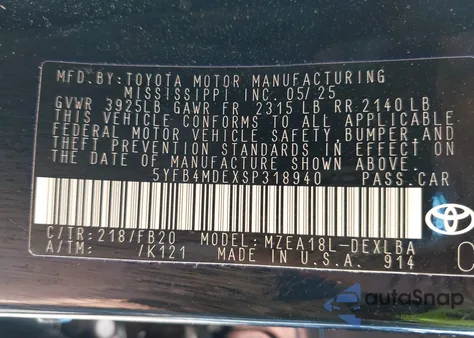 MFD.BY:TOYOTA MOTOR MANUFACTURING
MISSISSIPPI INC. 05/25
GVWR 3925LB GAWR FR 2315 LB RR 2140LB
THIS VEHICLE CONFORMS TO ALL APPLICABLE
FEDERAL MOTOR VEHICLE SAFETY, BUMPER AND
THEFT PREVENTION STANDARDS IN EFFECT ON
THE DATE OF MANUFACTURE SHOWN ABOVE.
5YFB4MDEXSP318940 PASS.CAR
C/TR:218/FB20 MODEL:MZEA18L-DEXLBA
A/TM: /K121 MADE IN U.S.A. 914
C
autoSnap